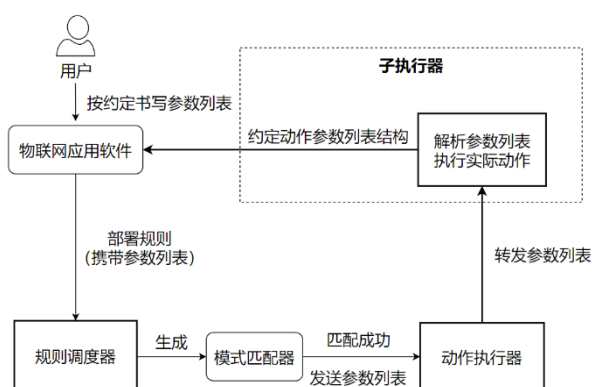 用户
子执行器
按约定书写参数列表
物联网应用软件
约定动作参数列表结构
解析参数列表
执行实际动作
部署规则
（携带参数列表）
转发参数列表
规则调度器
生成
模式匹配器
匹配成功
发送参数列表
动作执行器